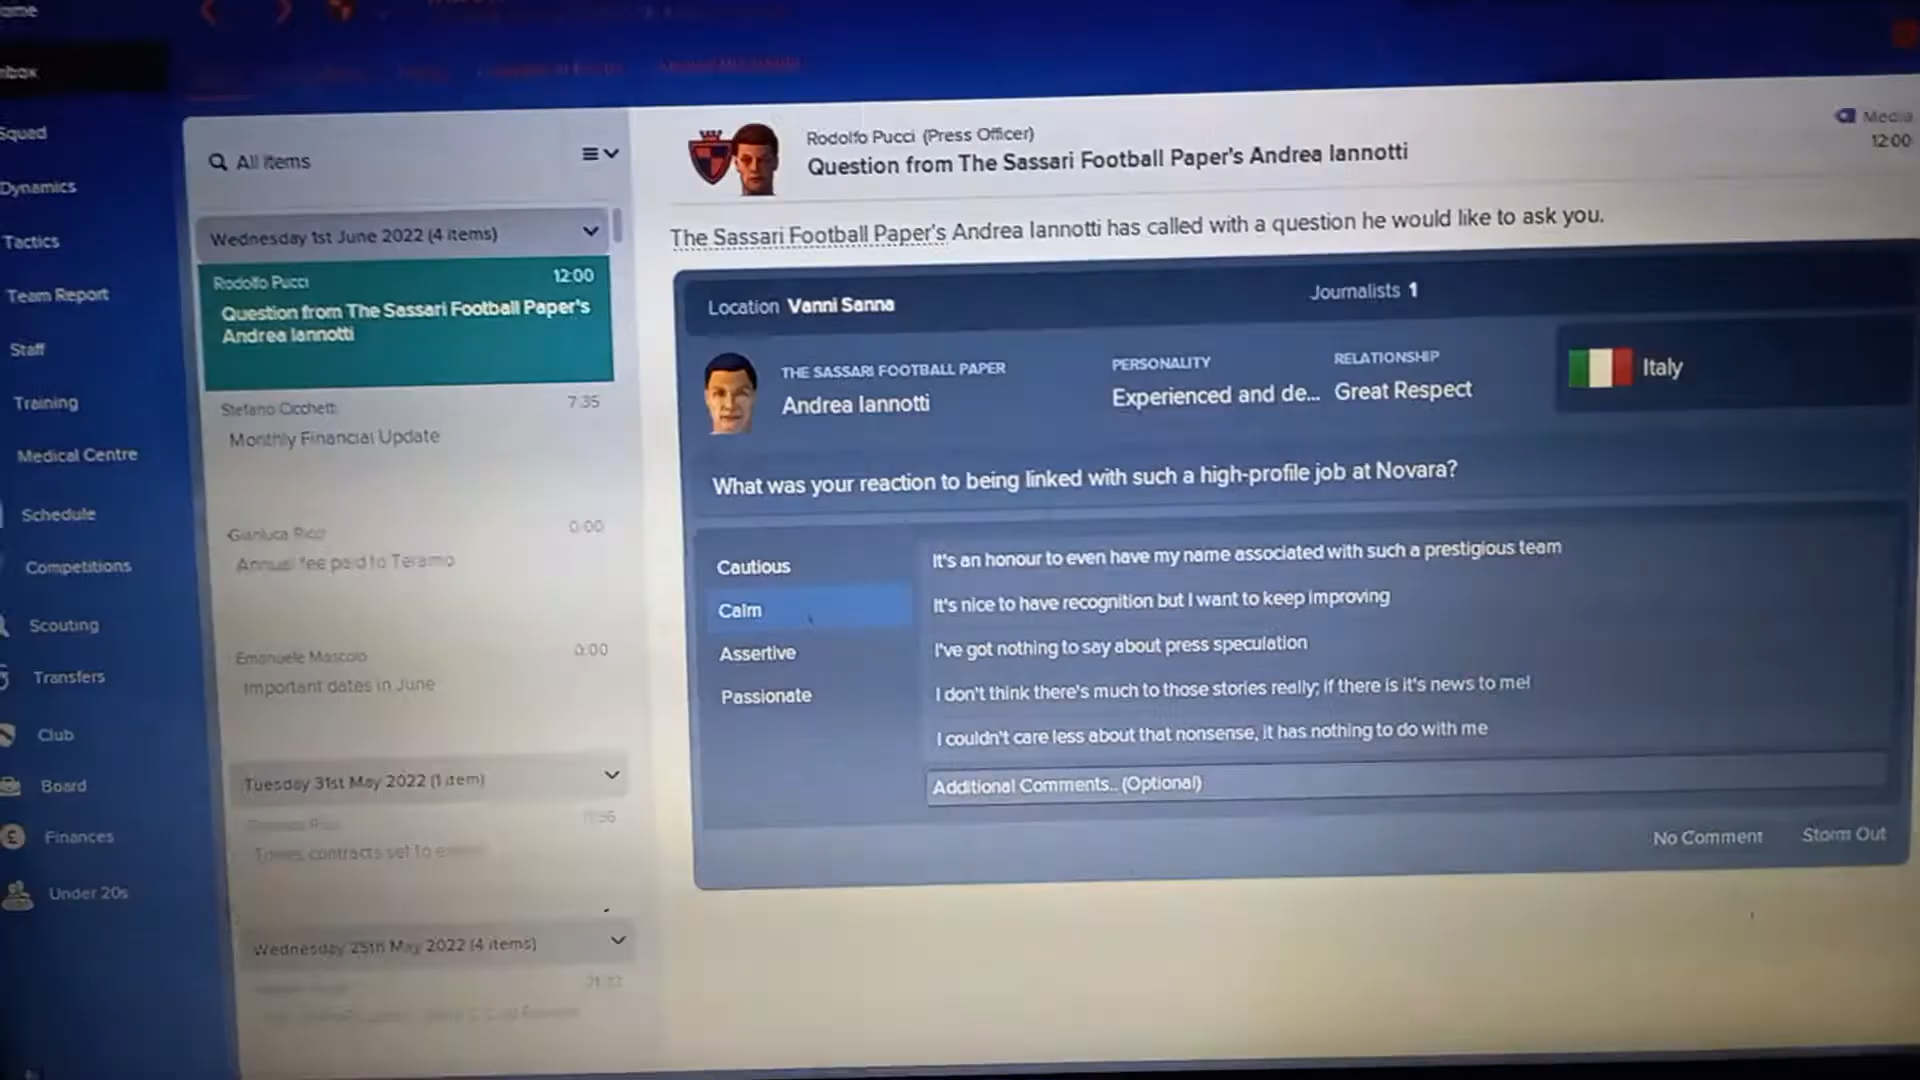 Squad
Dynamics
Tactics
Team Report
Staff
Training
Medical Centre
Schedule
Competitions
Scouting
Transfers
Club
Board
Finances
Under 20s
All items
Wednesday 1st June 2022 (4 items)
Rodolfo Pucci 12:00
Question from The Sassari Football Paper's
Andrea Iannotti
Stefano Cicchetti 7:35
Monthly Financial Update
Gianluca Ricci 0:00
Annual fee paid to Teramo
Emanuele Mascolo 0:00
Important dates in June
Tuesday 31st May 2022 (1 item)
contracts set to
Wednesday 25th May 2022 (4 items)
Rodolfo Pucci (Press Officer)
Question from The Sassari Football Paper's Andrea Iannotti
Media
12:00
The Sassari Football Paper's Andrea Iannotti has called with a question he would like to ask you.
Location Vanni Sanna
Journalists 1
THE SASSARI FOOTBALL PAPER
Andrea Iannotti
PERSONALITY
Experienced and de...
RELATIONSHIP
Great Respect
Italy
What was your reaction to being linked with such a high-profile job at Novara?
Cautious
Calm
Assertive
Passionate
It's an honour to even have my name associated with such a prestigious team
It's nice to have recognition but I want to keep improving
I've got nothing to say about press speculation
I don't think there's much to those stories really; if there is it's news to me!
I couldn't care less about that nonsense, it has nothing to do with me
Additional Comments.. (Optional)
No Comment
Storm Out